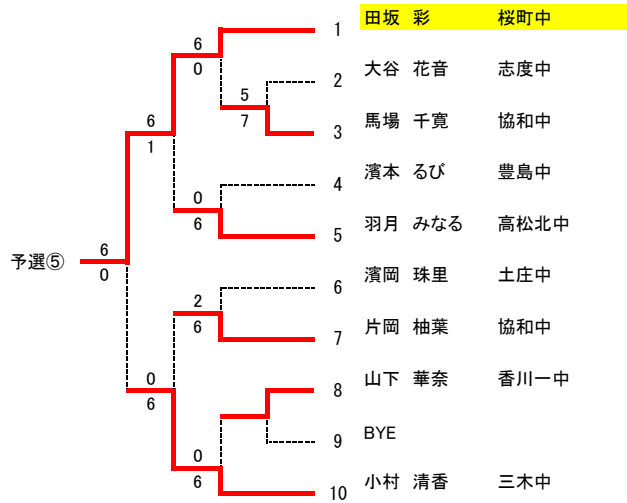 1 田坂 彩 桜町中
6
0
大谷 花音 志度中
2
5
7
3 馬場 千寛 協和中
6
1
濱本 るび 豊島中
4
0
6
5 羽月 みなる 高松北中
予選⑤
6
0
濱岡 珠里 土庄中
6
2
6
7 片岡 柚葉 協和中
山下 華奈 香川一中
8
0
6
9 BYE
0
6
10 小村 清香 三木中